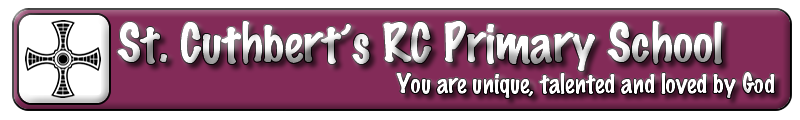 St. Cuthbert's RC Primary School
You are unique, talented and loved by God